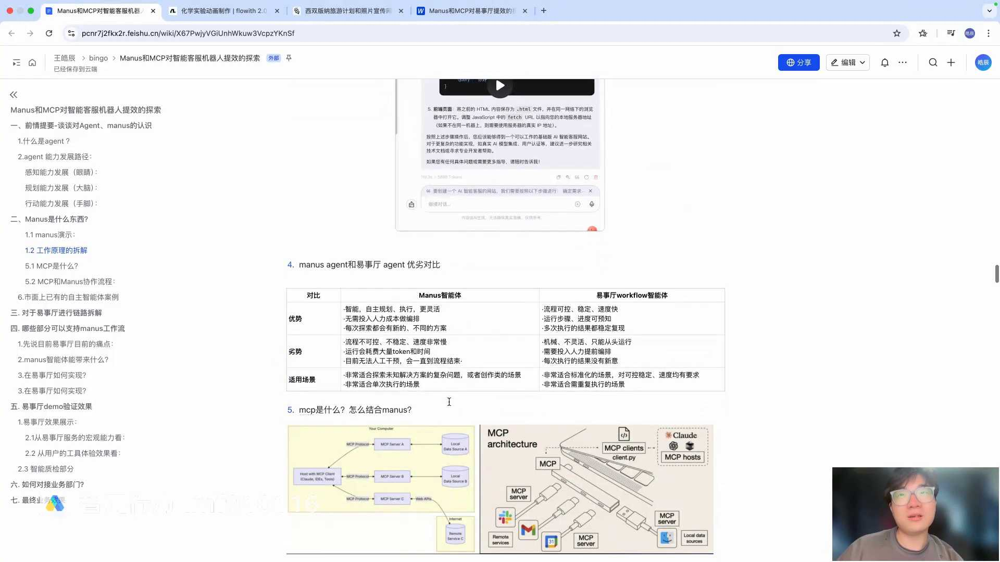 Manus和MCP对智能客服机器人
化学实验动画制作 | flowith 2.0
西双版纳旅游计划和照片宣传网
Manus和MCP对易事厅提效的
pcnr7j2fkx2r.feishu.cn/wiki/X67PwjyVGiUnhWkuw3VcpzYKnSf
皓辰
王皓辰 > bingo > Manus和MCP对智能客服机器人提效的探索 外部
已经保存到云端
分享
编辑
皓辰
Manus和MCP对智能客服机器人提效的探索
一、前情提要-谈谈对Agent、manus的认识
1.什么是agent ?
2.agent 能力发展路径：
感知能力发展（眼睛）：
规划能力发展（大脑）：
行动能力发展（手脚）：
二、Manus是什么东西？
1.1 manus演示：
1.2 工作原理的拆解
5.1 MCP是什么？
5.2 MCP和Manus协作流程：
6.市面上已有的自主智能体案例
三. 对于易事厅进行链路拆解
四. 哪些部分可以支持manus工作流
1.先说目前易事厅目前的痛点：
2.manus智能体能带来什么？
3.在易事厅如何实现？
3.在易事厅如何实现？
五. 易事厅demo验证效果
1.易事厅效果展示：
2.1从易事厅服务的宏观能力看：
2.2 从用户的工具体验效果看：
2.3 智能质检部分
六. 如何对接业务部门？
七. 最终业务效果
"query": "你好"
}
5. 前端页面：将之前的 HTML 内容保存为 .html 文件，并在同一网络下的浏览
器中打开它。调整 JavaScript 中的 fetch URL 以指向您的本地服务器地址
（如果不在同一机器上，则需要使用服务器的真实 IP 地址）。
按照上述步骤操作后，您应该能够得到一个可以工作的基础版 AI 智能客服网站。
对于更复杂的功能实现，如真实 AI 模型集成、用户认证等，建议进一步研究相关
技术文档或寻求专业开发者帮助。
如果您有任何具体问题或需要更多指导，请随时告诉我！
要创建一个 AI 智能客服的网站，我们需要按照以下步骤进行： 确定需求...
继续对话...
内容由AI生成，无法确保真实准确，仅供参考
4. manus agent和易事厅 agent 优劣对比
对比 Manus智能体 易事厅workflow智能体
优势
·智能，自主规划、执行，更灵活
·无需投入人力成本做编排
·每次探索都会有新的、不同的方案
·流程可控、稳定、速度快
·运行步骤、进度可预知
·多次执行的结果都稳定复现
劣势
·流程不可控、不稳定、速度非常慢
·运行会耗费大量token和时间
·目前无法人工干预，会一直到流程结束·
·机械、不灵活、只能从头运行
·需要投入人力提前编排
·每次执行的结果没有新意
适用场景
·非常适合探索未知解决方案的复杂问题，或者创作类的场景
·非常适合单次执行的场景
·非常适合标准化的场景，对可控稳定、速度均有要求
·非常适合需重复执行的场景
5. mcp是什么？怎么结合manus?
Your Computer
MCP Protocol
MCP Server A
Local
Data Source A
Host with MCP Client
(Claude, IDEs, Tools)
MCP Protocol
MCP Server B
Local
Data Source B
MCP Protocol
MCP Server C
Web APIs
Internet
Remote
Service C
MCP
architecture
MCP clients
client.py
Claude
MCP hosts
MCP
MCP
server
Remote
services
31
MCP
server
MCP
server
Local data
sources